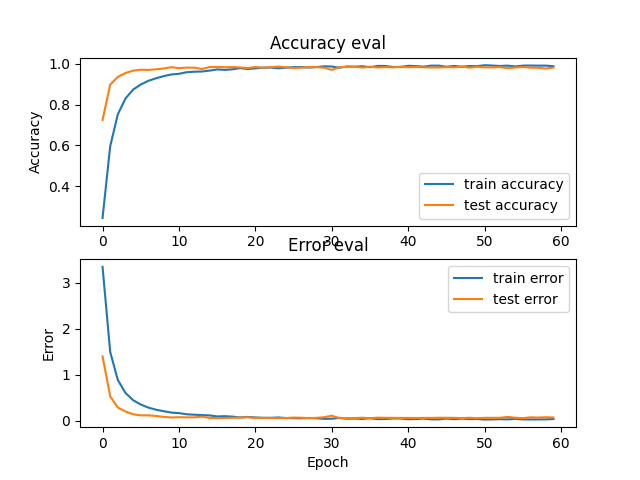 Accuracy eval
1.0
0.8
0.6
0.4
Accuracy
train accuracy
test accuracy
0 10 20 30 40 50 60
Error eval
3
2
1
0
Error
train error
test error
0 10 20 30 40 50 60
Epoch